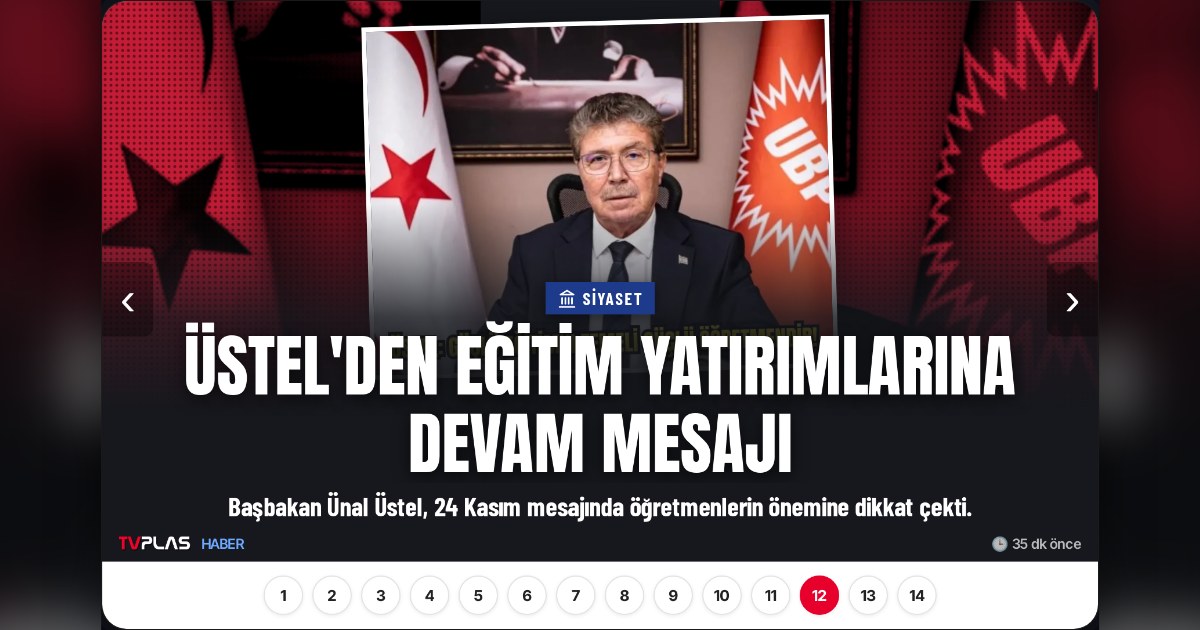 UBP
SİYASET
ÜSTEL'DEN EĞİTİM YATIRIMLARINA
DEVAM MESAJI
Başbakan Ünal Üstel, 24 Kasım mesajında öğretmenlerin önemine dikkat çekti.
TVPLAS HABER
35 dk önce
1 2 3 4 5 6 7 8 9 10 11 12 13 14